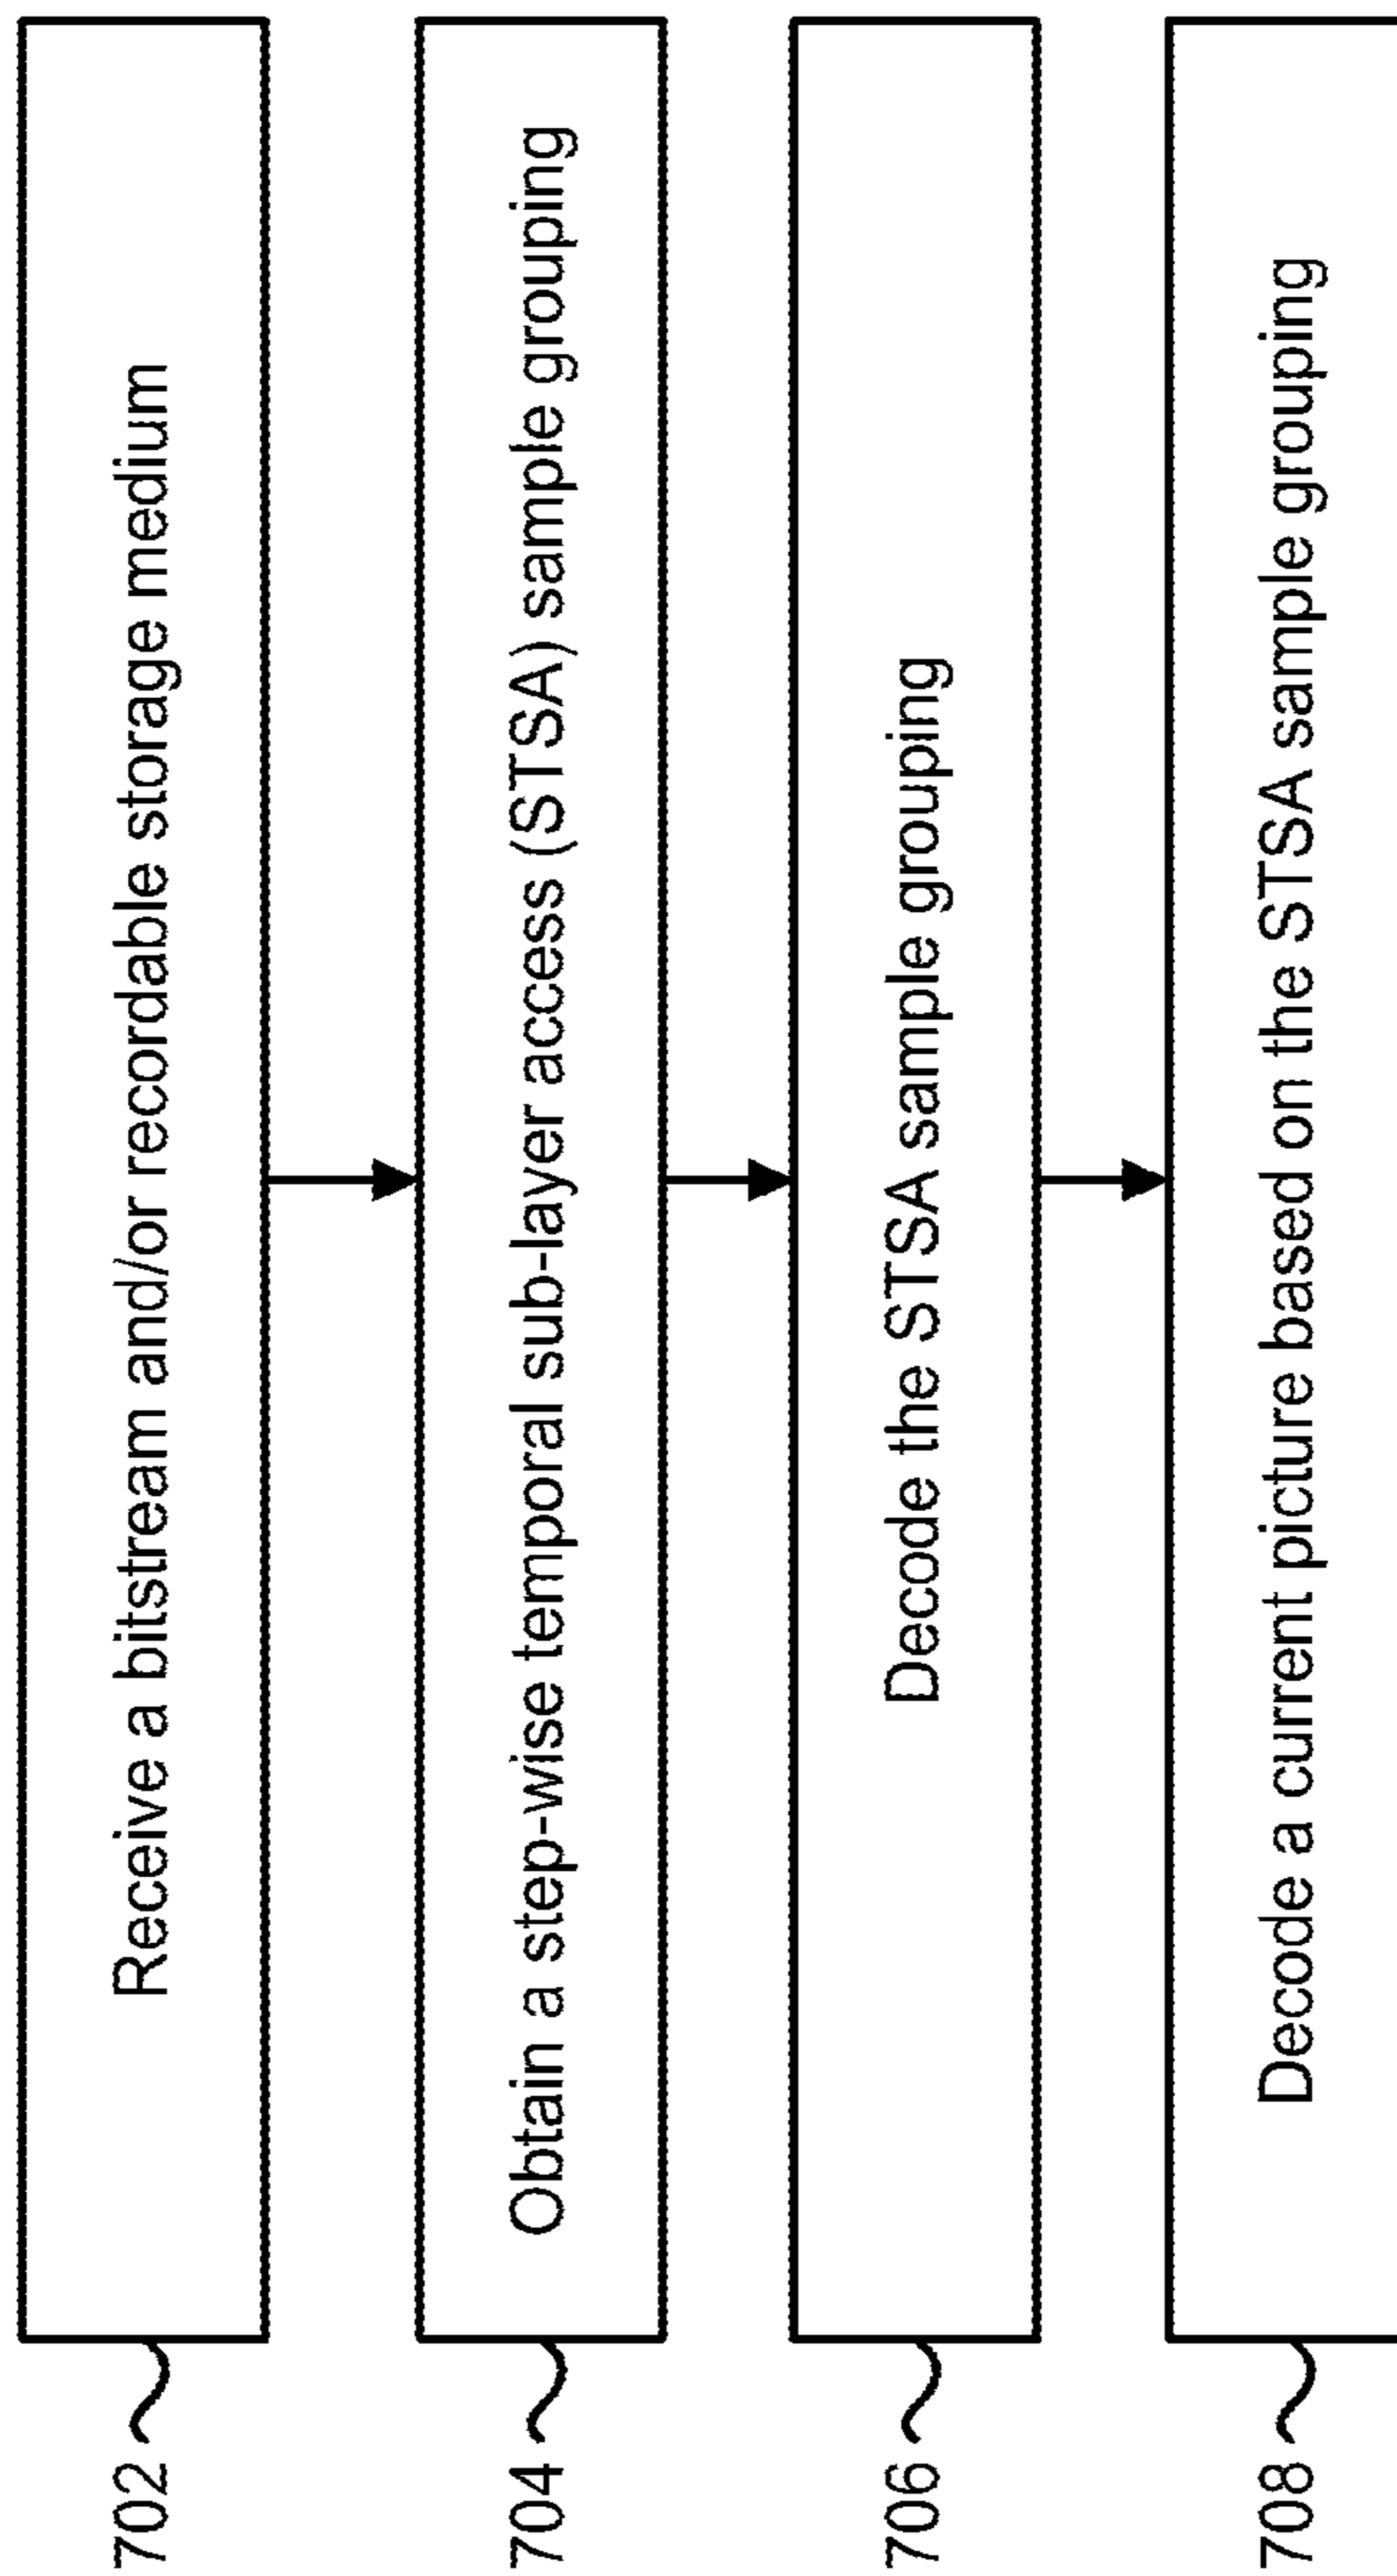 702 Receive a bitstream and/or recordable storage medium
704 Obtain a step-wise temporal sub-layer access (STSA) sample grouping
706 Decode the STSA sample grouping
708 Decode a current picture based on the STSA sample grouping